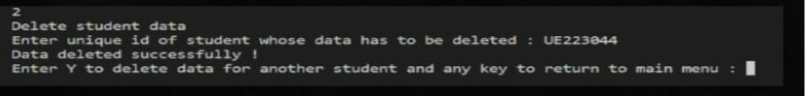 2
Delete student data
Enter unique id of student whose data has to be deleted : UE223044
Data deleted successfully !
Enter Y to delete data for another student and any key to return to main menu :